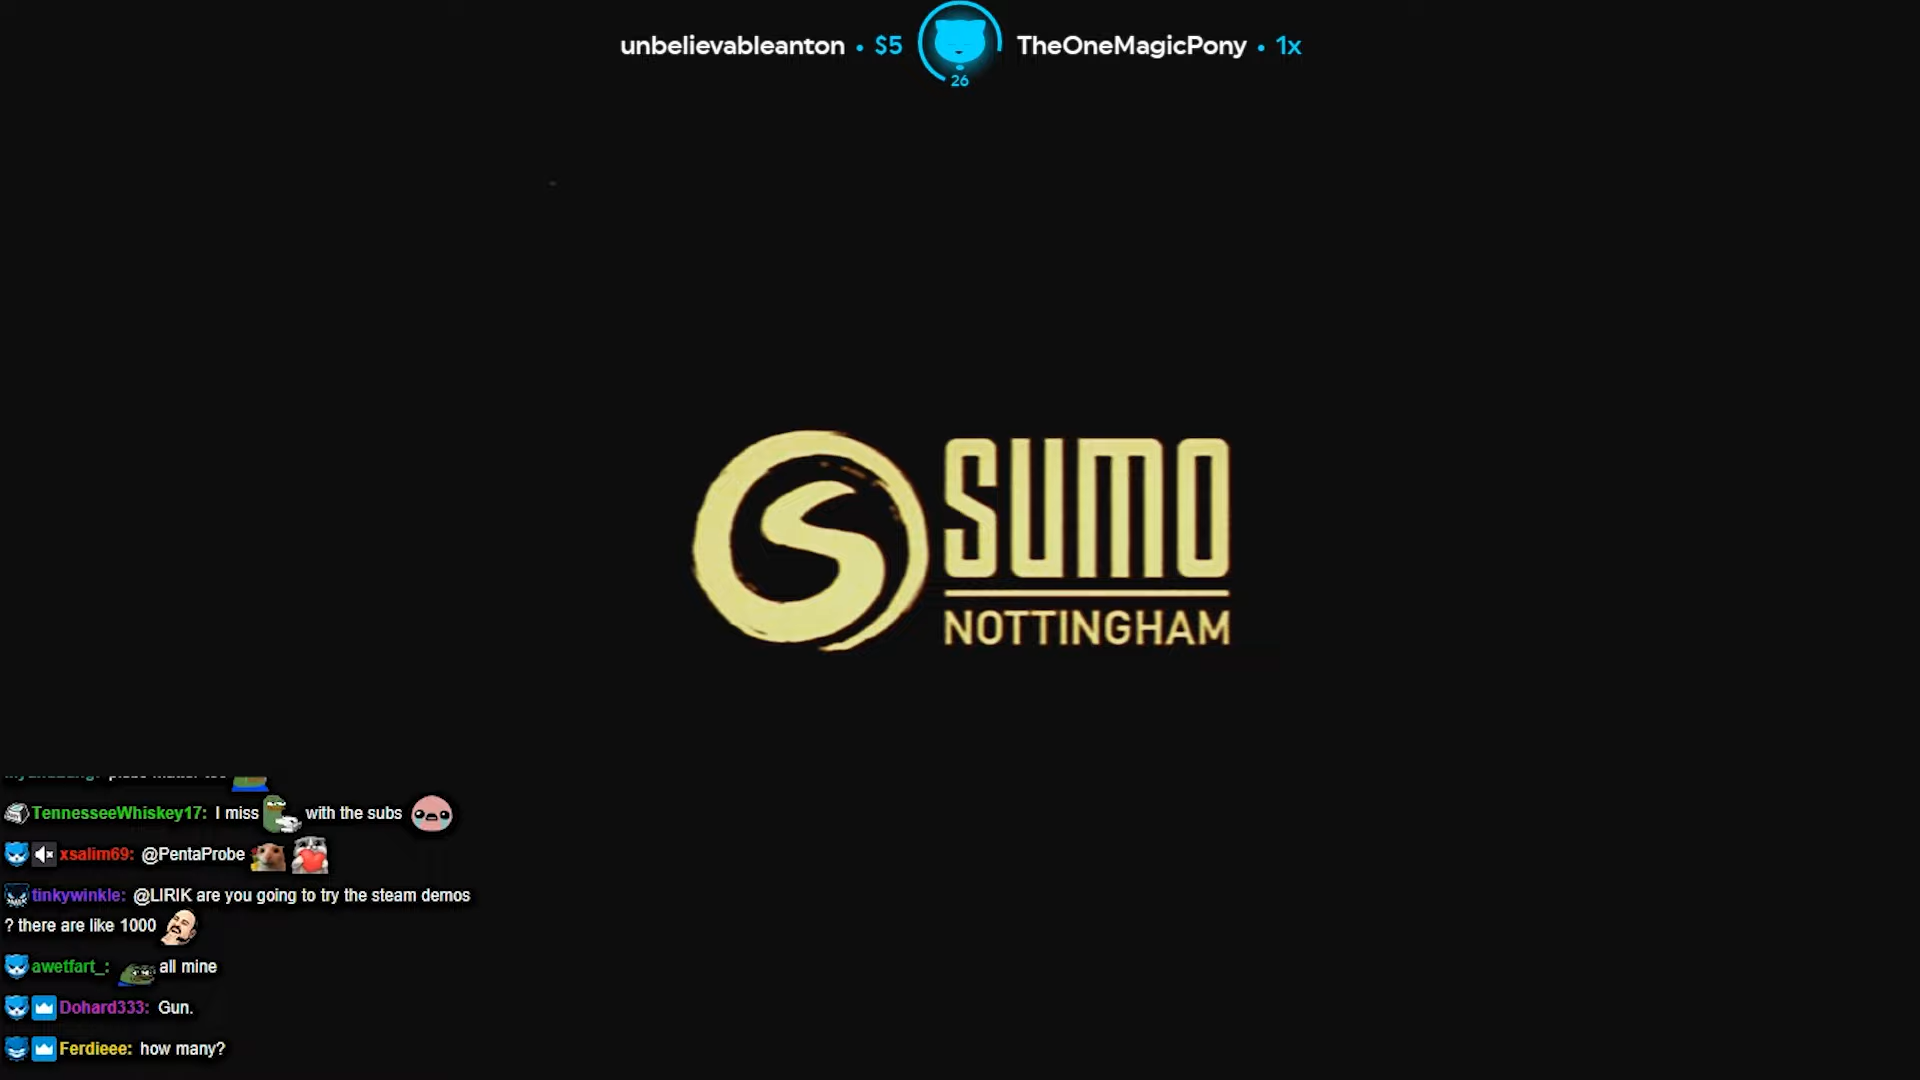 unbelievableanton • $5
26
TheOneMagicPony • 1x
SUMO
NOTTINGHAM
TennesseeWhiskey17: I miss with the subs
xsalim69: @PentaProbe
tinkywinkle: @LIRIK are you going to try the steam demos
? there are like 1000
awetfart_: all mine
Dohard333: Gun.
Ferdieee: how many?